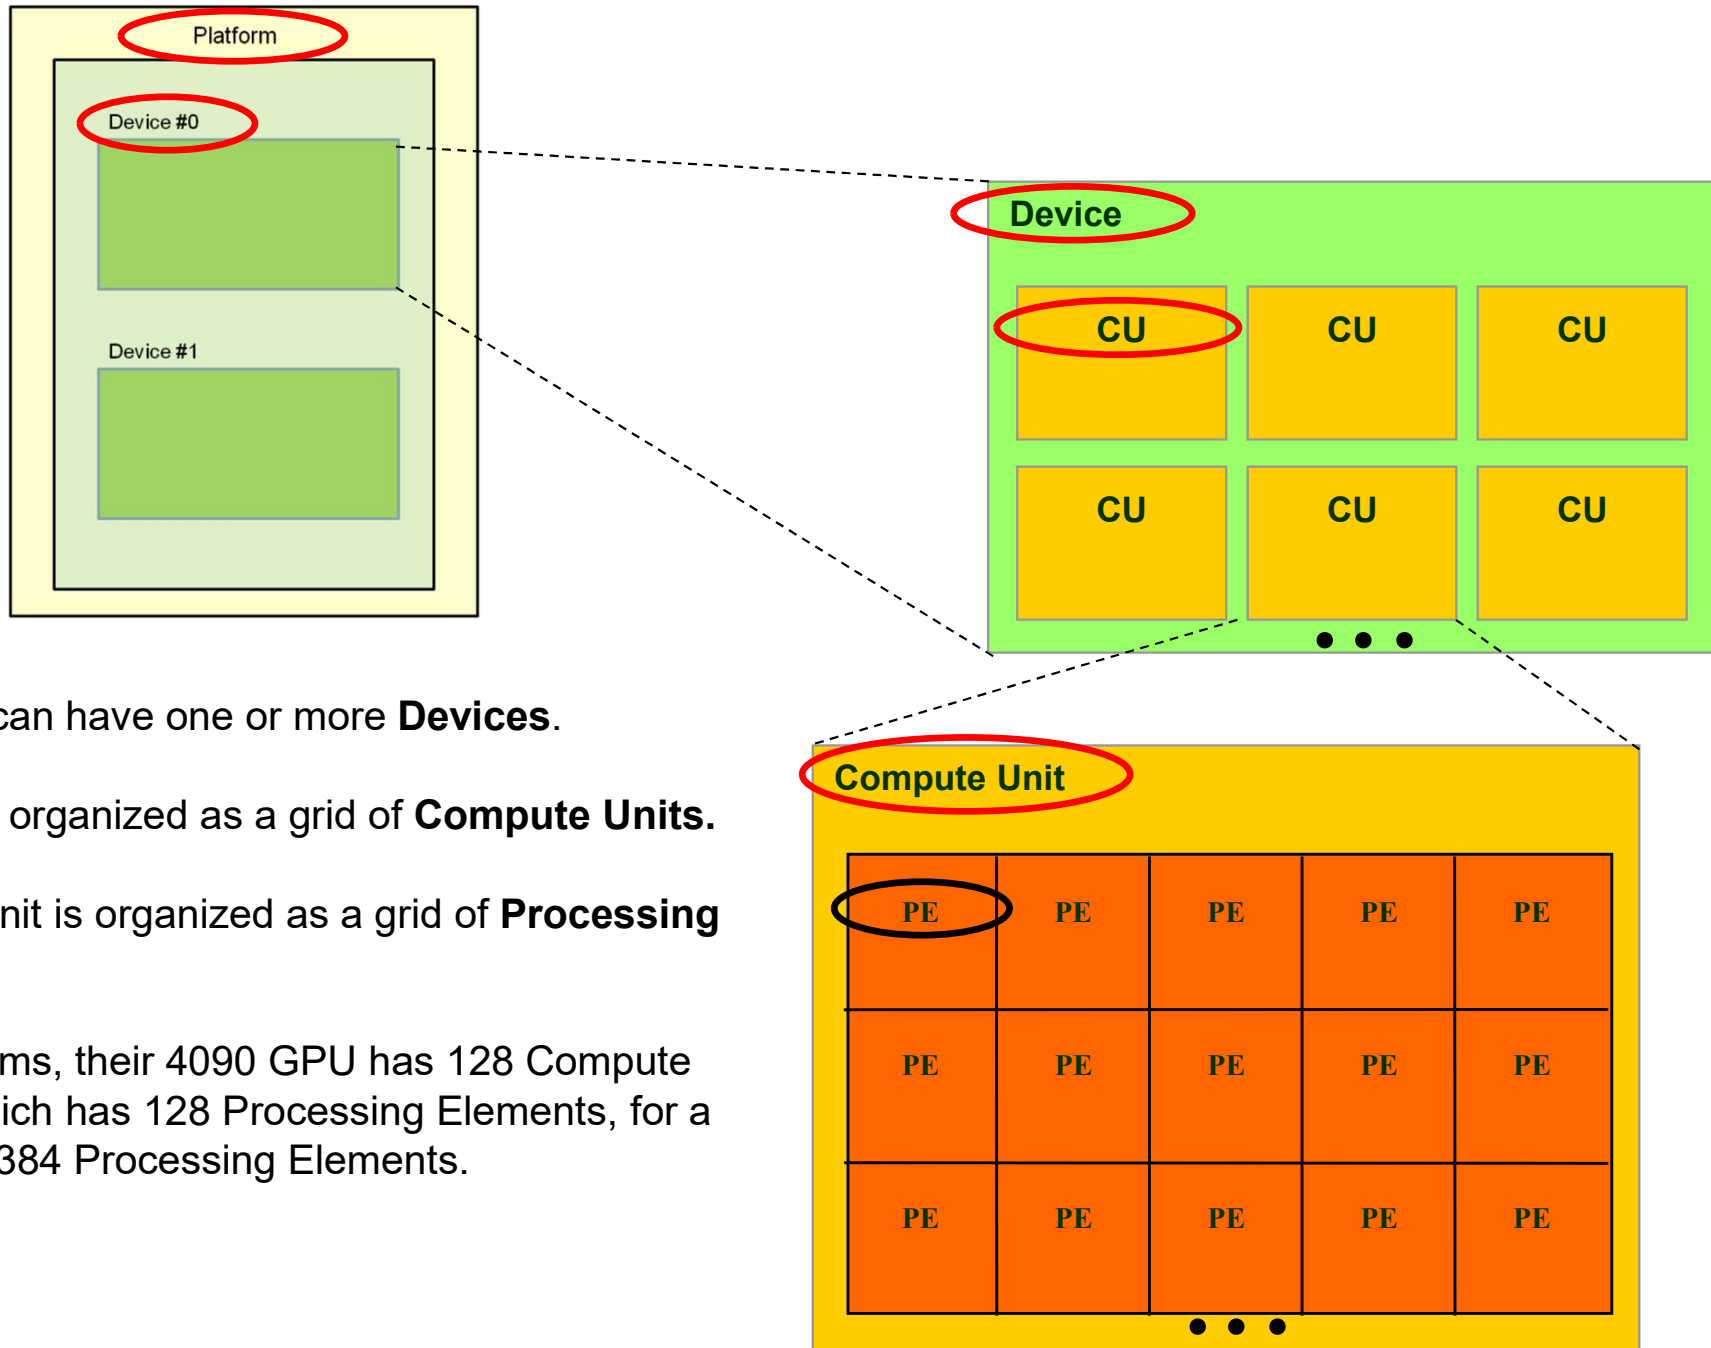 Platform
Device #0
Device #1
Device
CU CU CU
CU CU CU
can have one or more Devices.
organized as a grid of Compute Units.
nit is organized as a grid of Processing
ms, their 4090 GPU has 128 Compute
ich has 128 Processing Elements, for a
384 Processing Elements.
Compute Unit
PE PE PE PE PE
PE PE PE PE PE
PE PE PE PE PE